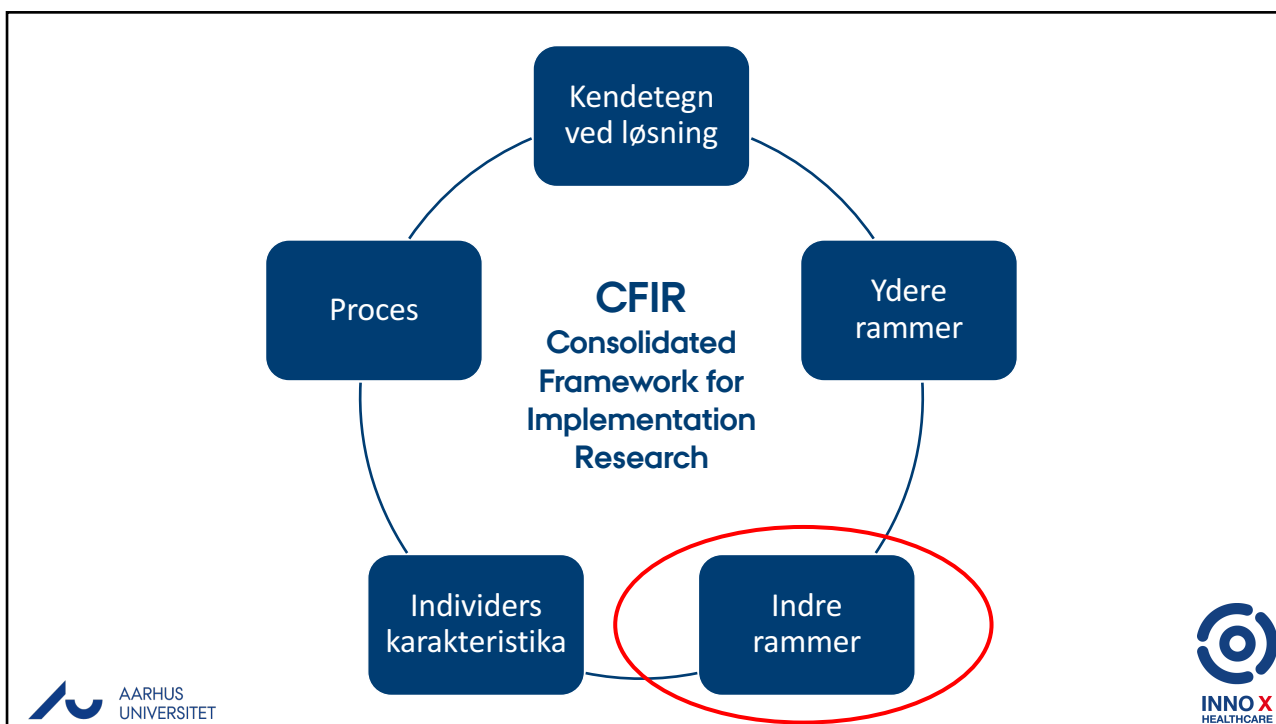 Kendetegn
ved løsning
Proces
Ydere
rammer
CFIR
Consolidated
Framework for
Implementation
Research
Individers
karakteristika
Indre
rammer
AARHUS
UNIVERSITET
INNO X
HEALTHCARE